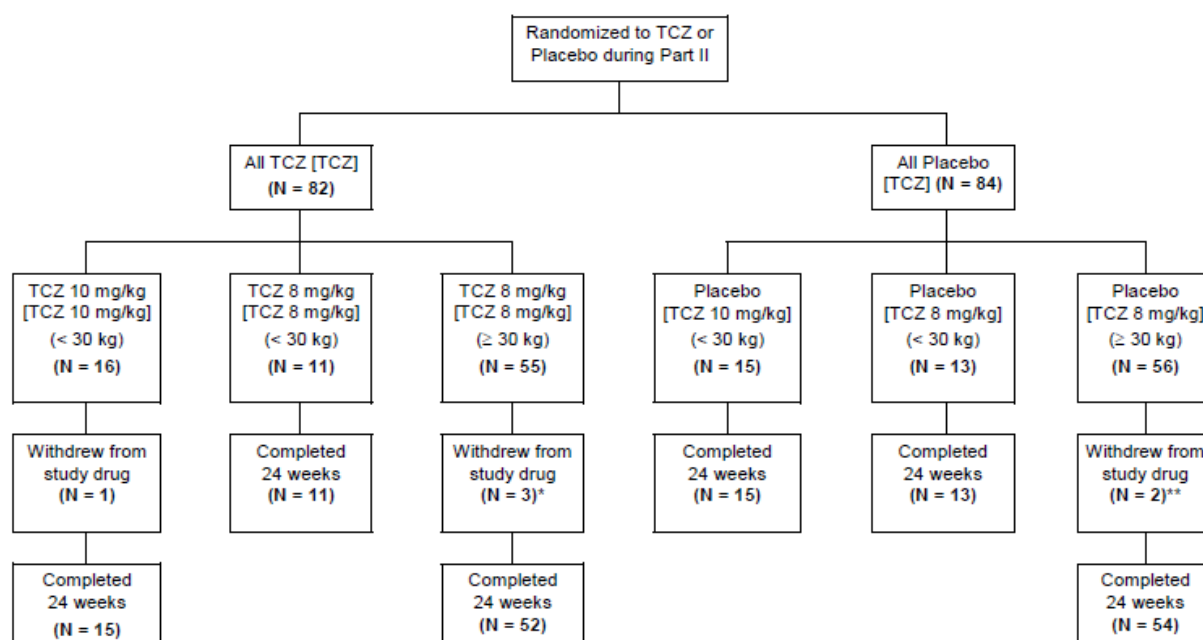 Randomized to TCZ or
Placebo during Part II
All TCZ [TCZ]
(N = 82)
All Placebo
[TCZ] (N = 84)
TCZ 10 mg/kg
[TCZ 10 mg/kg]
(< 30 kg)
(N = 16)
TCZ 8 mg/kg
[TCZ 8 mg/kg]
(< 30 kg)
(N = 11)
TCZ 8 mg/kg
[TCZ 8 mg/kg]
(≥ 30 kg)
(N = 55)
Placebo
[TCZ 10 mg/kg]
(< 30 kg)
(N = 15)
Placebo
[TCZ 8 mg/kg]
(< 30 kg)
(N = 13)
Placebo
[TCZ 8 mg/kg]
(≥ 30 kg)
(N = 56)
Withdrew from
study drug
(N = 1)
Completed
24 weeks
(N = 11)
Withdrew from
study drug
(N = 3)*
Completed
24 weeks
(N = 15)
Completed
24 weeks
(N = 13)
Withdrew from
study drug
(N = 2)**
Completed
24 weeks
(N = 15)
Completed
24 weeks
(N = 52)
Completed
24 weeks
(N = 54)